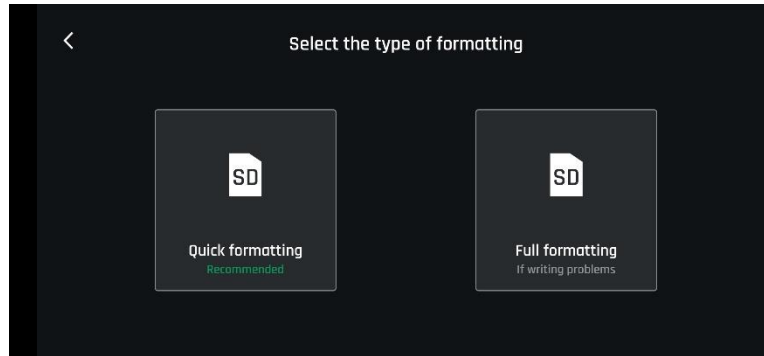 Select the type of formatting
SD
SD
Quick formatting
Recommended
Full formatting
If writing problems